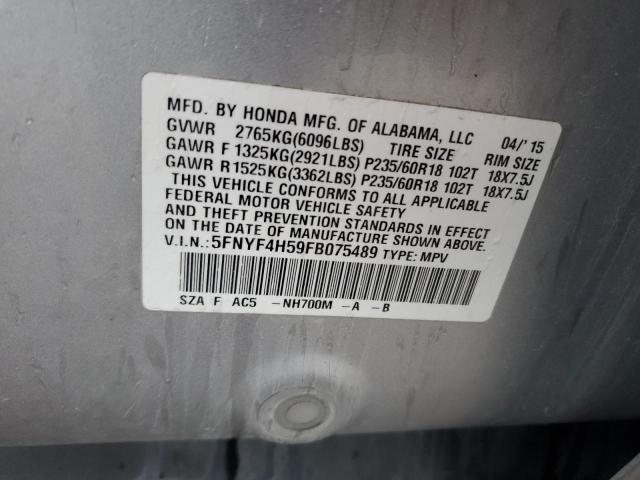 MFD. BY HONDA MFG. OF ALABAMA, LLC 04/'15
GVWR 2765KG(6096LBS) TIRE SIZE RIM SIZE
GAWR F 1325KG(2921LBS) P235/60R18 102T 18X7.5J
GAWR R 1525KG(3362LBS) P235/60R18 102T 18X7.5J
THIS VEHICLE CONFORMS TO ALL APPLICABLE
FEDERAL MOTOR VEHICLE SAFETY
AND THEFT PREVENTION STANDARDS IN EFFECT
ON THE DATE OF MANUFACTURE SHOWN ABOVE.
V.I.N.: 5FNYF4H59FB075489 TYPE: MPV
SZA F AC5 -NH700M -A -B